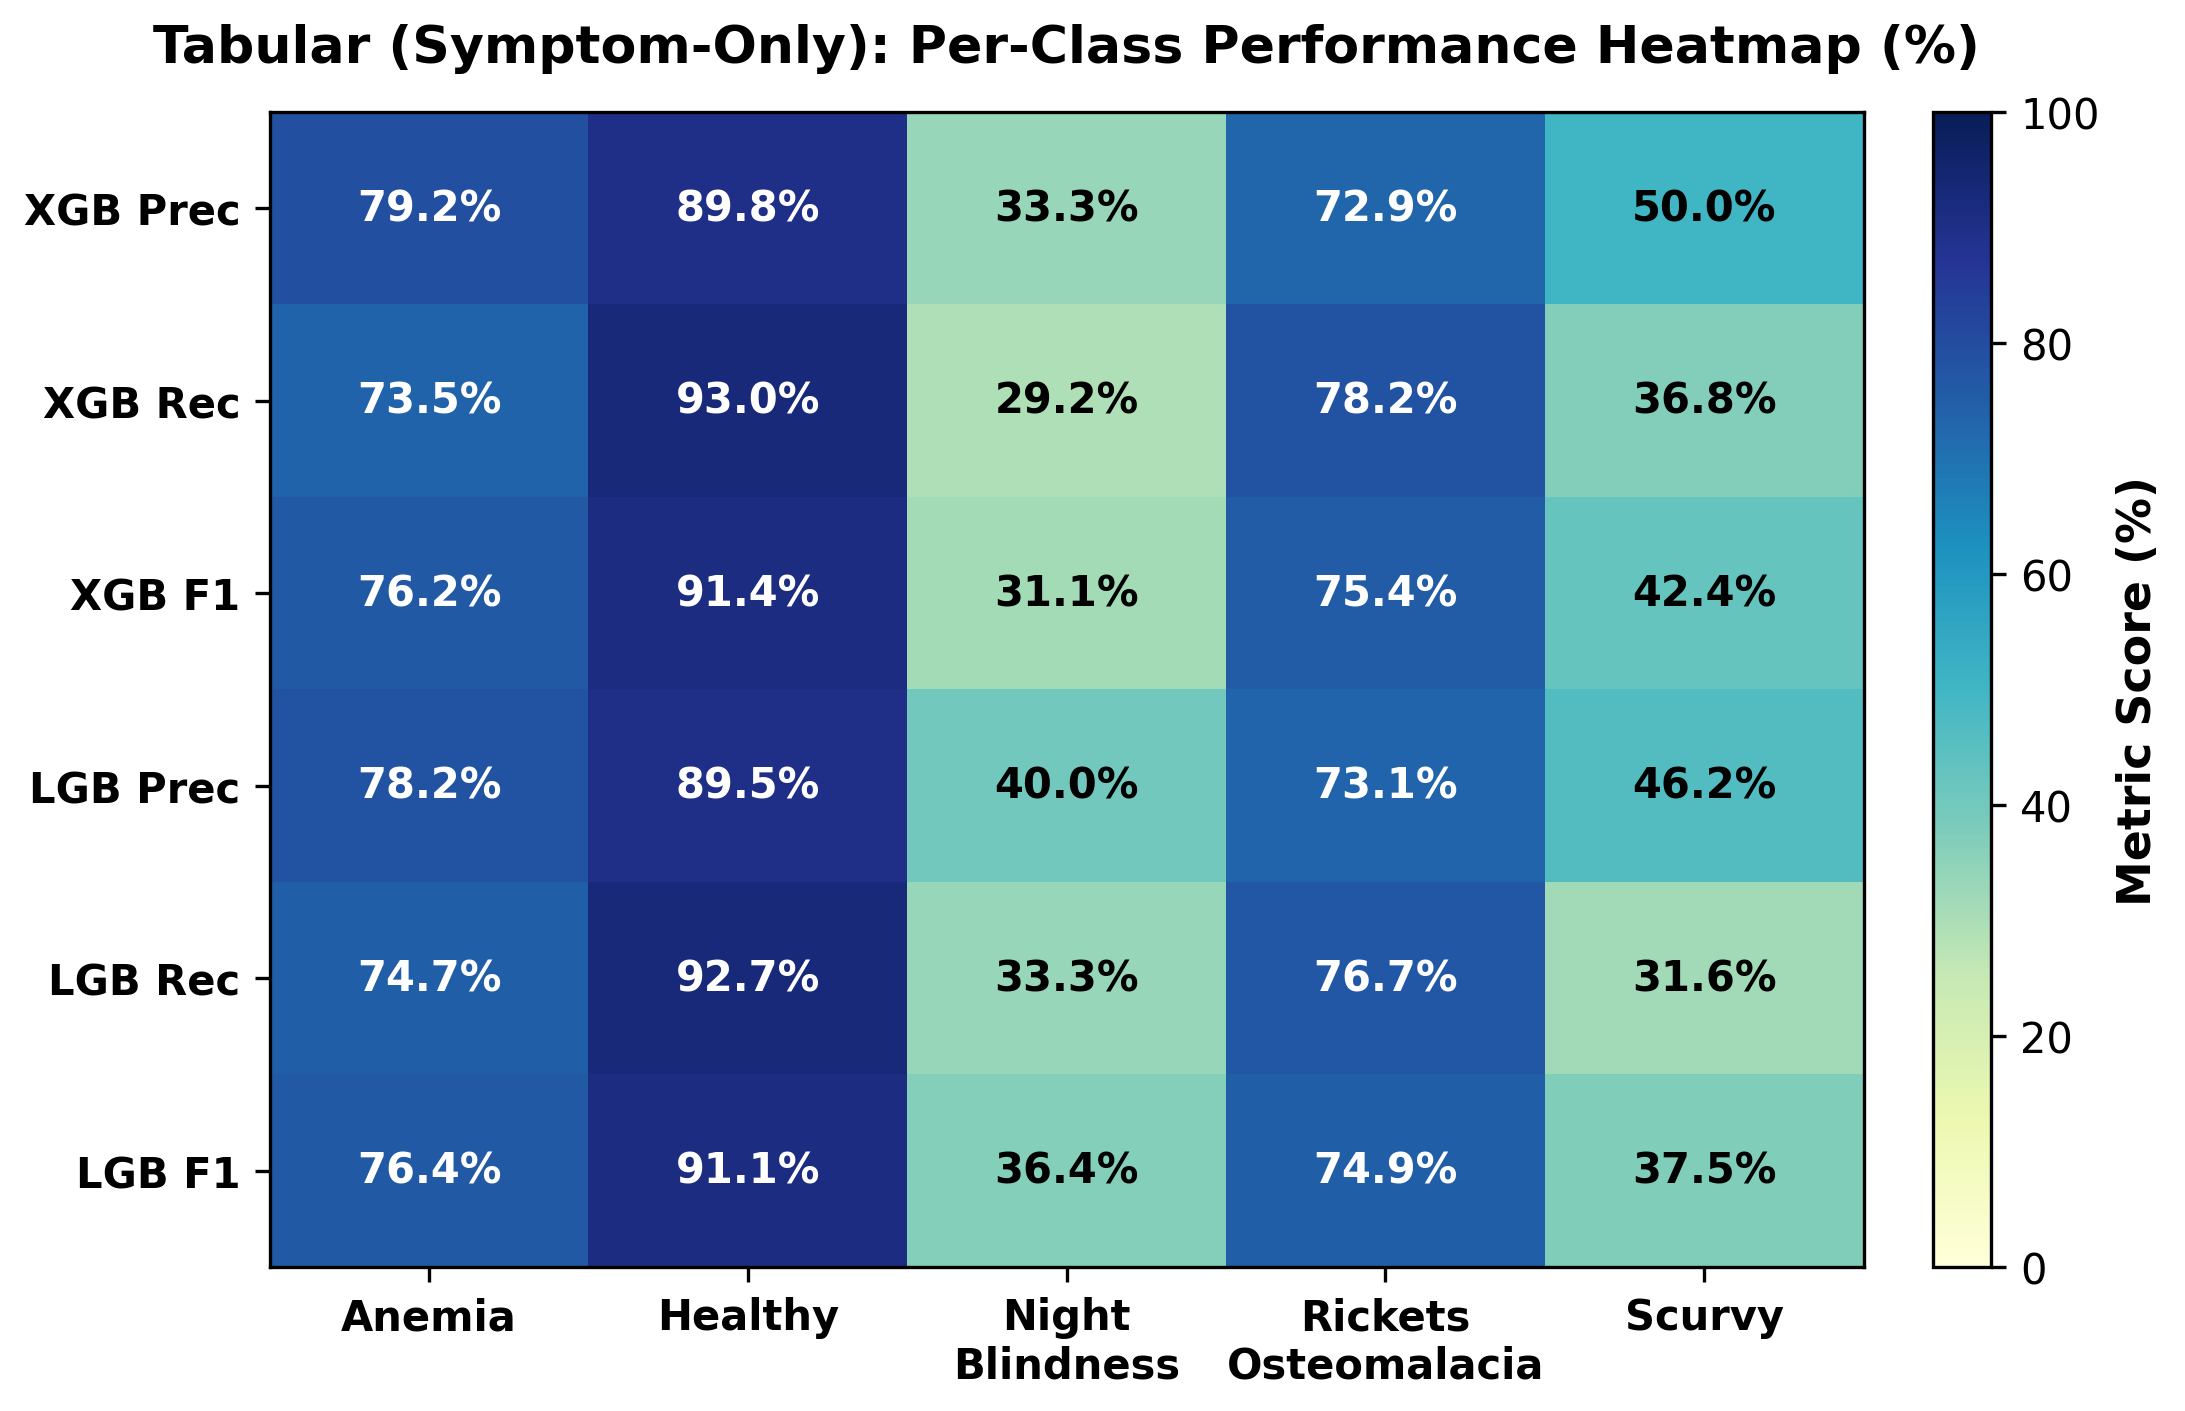 Tabular (Symptom-Only): Per-Class Performance Heatmap (%)
XGB Prec 79.2% 89.8% 33.3% 72.9% 50.0%
XGB Rec 73.5% 93.0% 29.2% 78.2% 36.8%
XGB F1 76.2% 91.4% 31.1% 75.4% 42.4%
LGB Prec 78.2% 89.5% 40.0% 73.1% 46.2%
LGB Rec 74.7% 92.7% 33.3% 76.7% 31.6%
LGB F1 76.4% 91.1% 36.4% 74.9% 37.5%
Anemia
Healthy
Night
Blindness
Rickets
Osteomalacia
Scurvy
100
80
60
40
20
0
Metric Score (%)